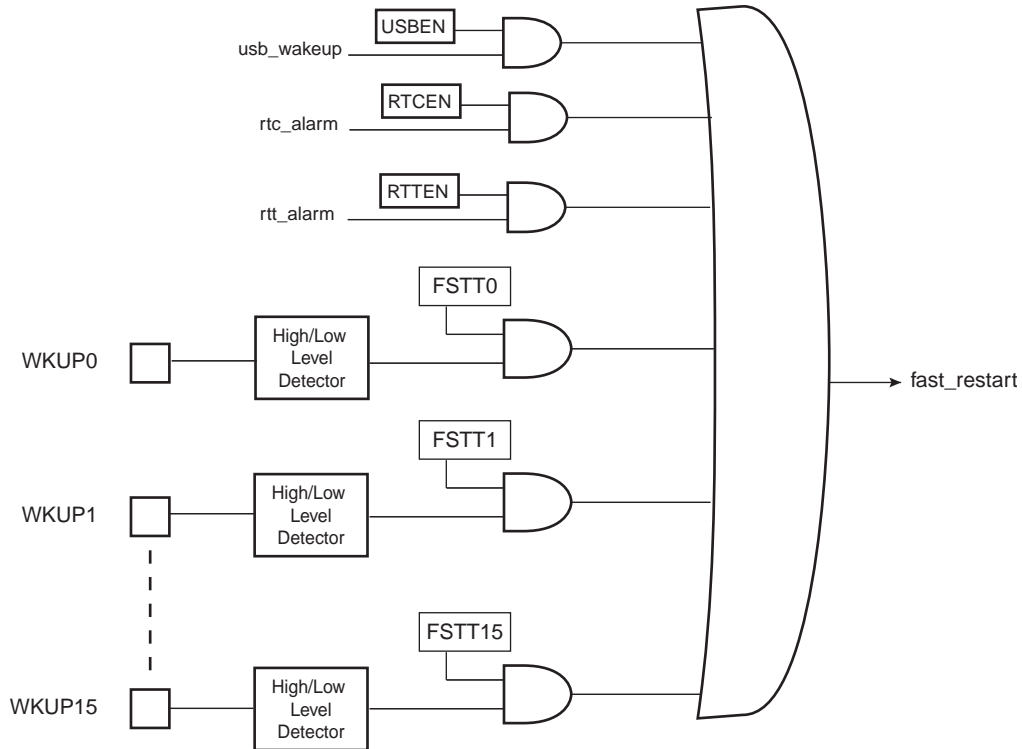 USBEN
usb_wakeup
RTCEN
rtc_alarm
RTTEN
rtt_alarm
FSTT0
High/Low
Level
Detector
WKUP0
fast_restart
FSTT1
High/Low
Level
Detector
WKUP1
FSTT15
High/Low
Level
Detector
WKUP15